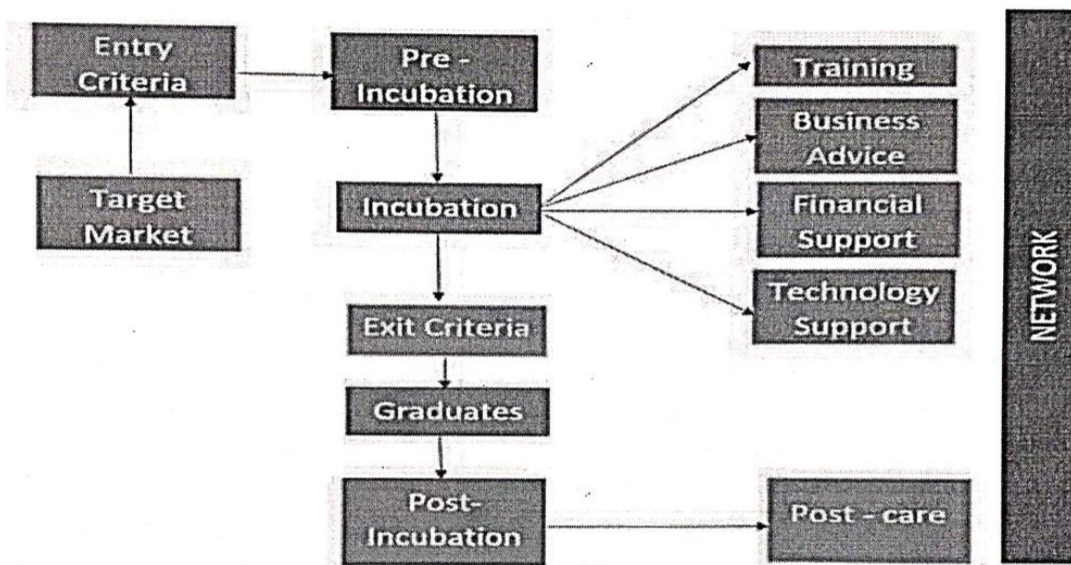 Entry
Criteria
Pre -
Incubation
Training
Business
Advice
Target
Market
Incubation
Financial
Support
Technology
Support
Exit Criteria
Graduates
Post-
Incubation
Post - care
NETWORK